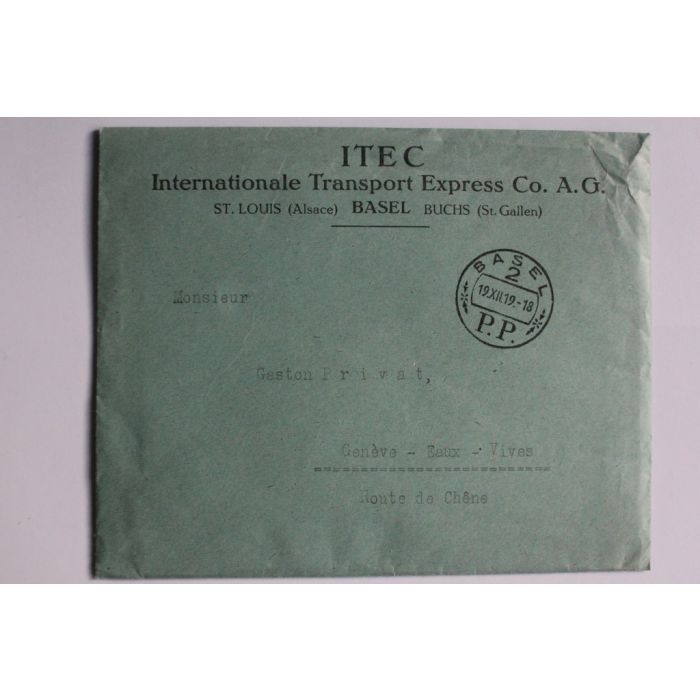 ITEC
Internationale Transport Express Co. A.G.
ST. LOUIS (Alsace) BASEL BUCHS (St. Gallen)
BASEL
2
19.XII.19.-18
P.P.
Monsieur
Gaston P r i v a t,
Genève - Eaux - Vives
Route de Chêne